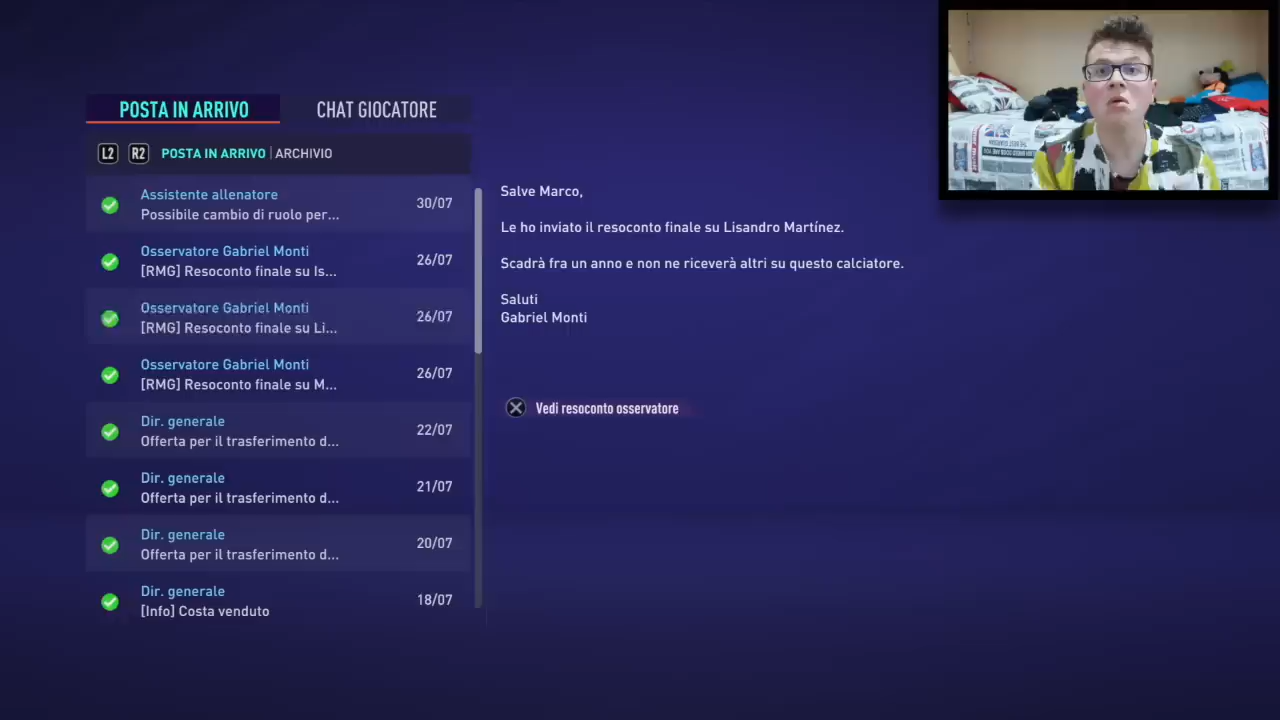 POSTA IN ARRIVO
CHAT GIOCATORE
L2 R2 POSTA IN ARRIVO | ARCHIVIO
Assistente allenatore
Possibile cambio di ruolo per...
30/07
Osservatore Gabriel Monti
[RMG] Resoconto finale su Is...
26/07
Osservatore Gabriel Monti
[RMG] Resoconto finale su Li...
26/07
Osservatore Gabriel Monti
[RMG] Resoconto finale su M...
26/07
Dir. generale
Offerta per il trasferimento d...
22/07
Dir. generale
Offerta per il trasferimento d...
21/07
Dir. generale
Offerta per il trasferimento d...
20/07
Dir. generale
[Info] Costa venduto
18/07
Salve Marco,
Le ho inviato il resoconto finale su Lisandro Martínez.
Scadrà fra un anno e non ne riceverà altri su questo calciatore.
Saluti
Gabriel Monti
Vedi resoconto osservatore